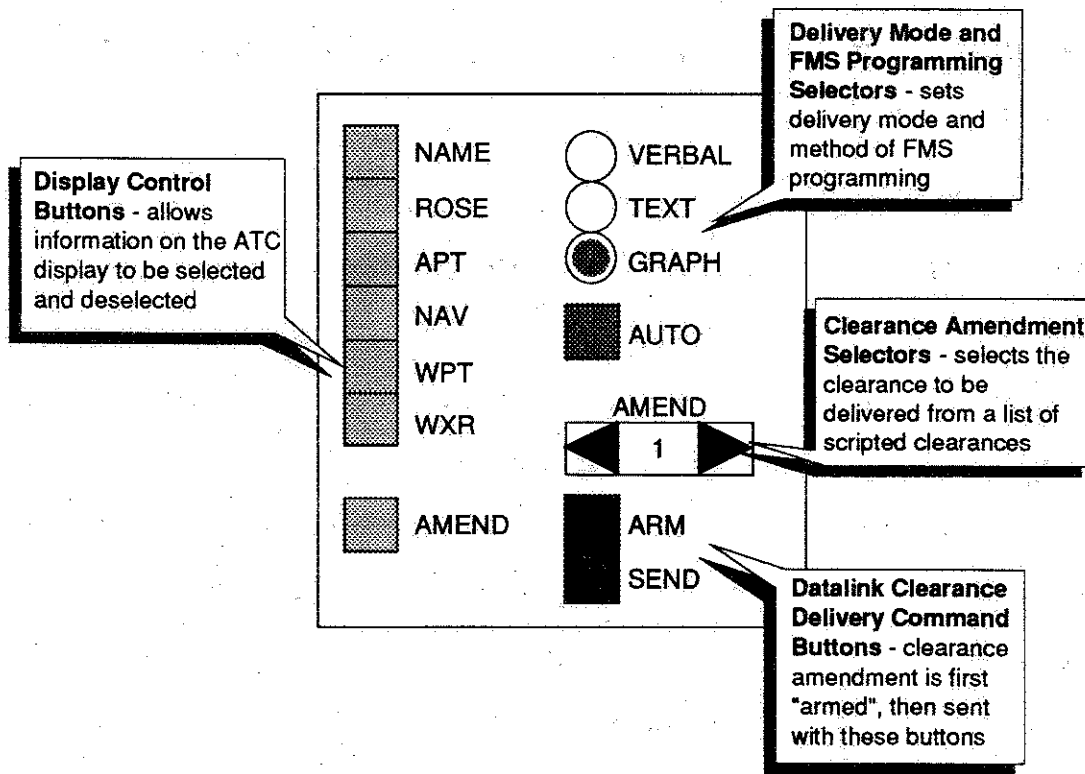 Delivery Mode and
FMS Programming
Selectors - sets
delivery mode and
method of FMS
programming
Display Control
Buttons - allows
information on the ATC
display to be selected
and deselected
NAME
ROSE
APT
NAV
WPT
WXR
AMEND
VERBAL
TEXT
GRAPH
AUTO
AMEND
1
ARM
SEND
Clearance Amendment
Selectors - selects the
clearance to be
delivered from a list of
scripted clearances
Datalink Clearance
Delivery Command
Buttons - clearance
amendment is first
"armed", then sent
with these buttons